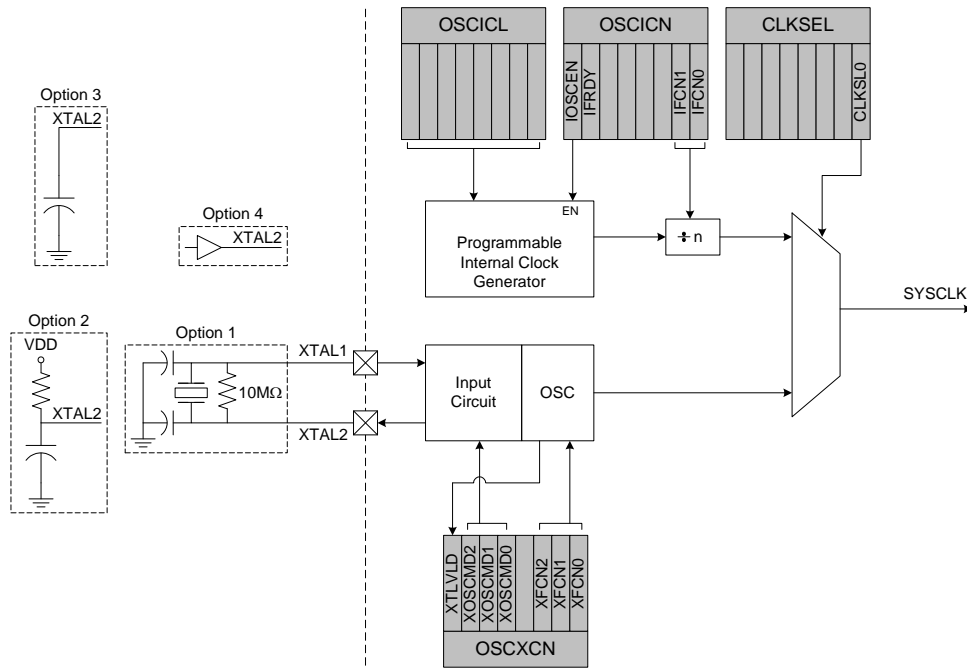 OSCICL
OSCICN
CLKSEL
IOSCEN
IFRDY
IFCN1
IFCN0
CLKSL0
Option 3
XTAL2
Option 4
XTAL2
EN
Programmable
Internal Clock
Generator
÷ n
SYSCLK
Option 2
VDD
XTAL2
Option 1
10MΩ
XTAL1
XTAL2
Input
Circuit
OSC
XTLVLD
XOSCMD2
XOSCMD1
XOSCMD0
XFCN2
XFCN1
XFCN0
OSCXCN